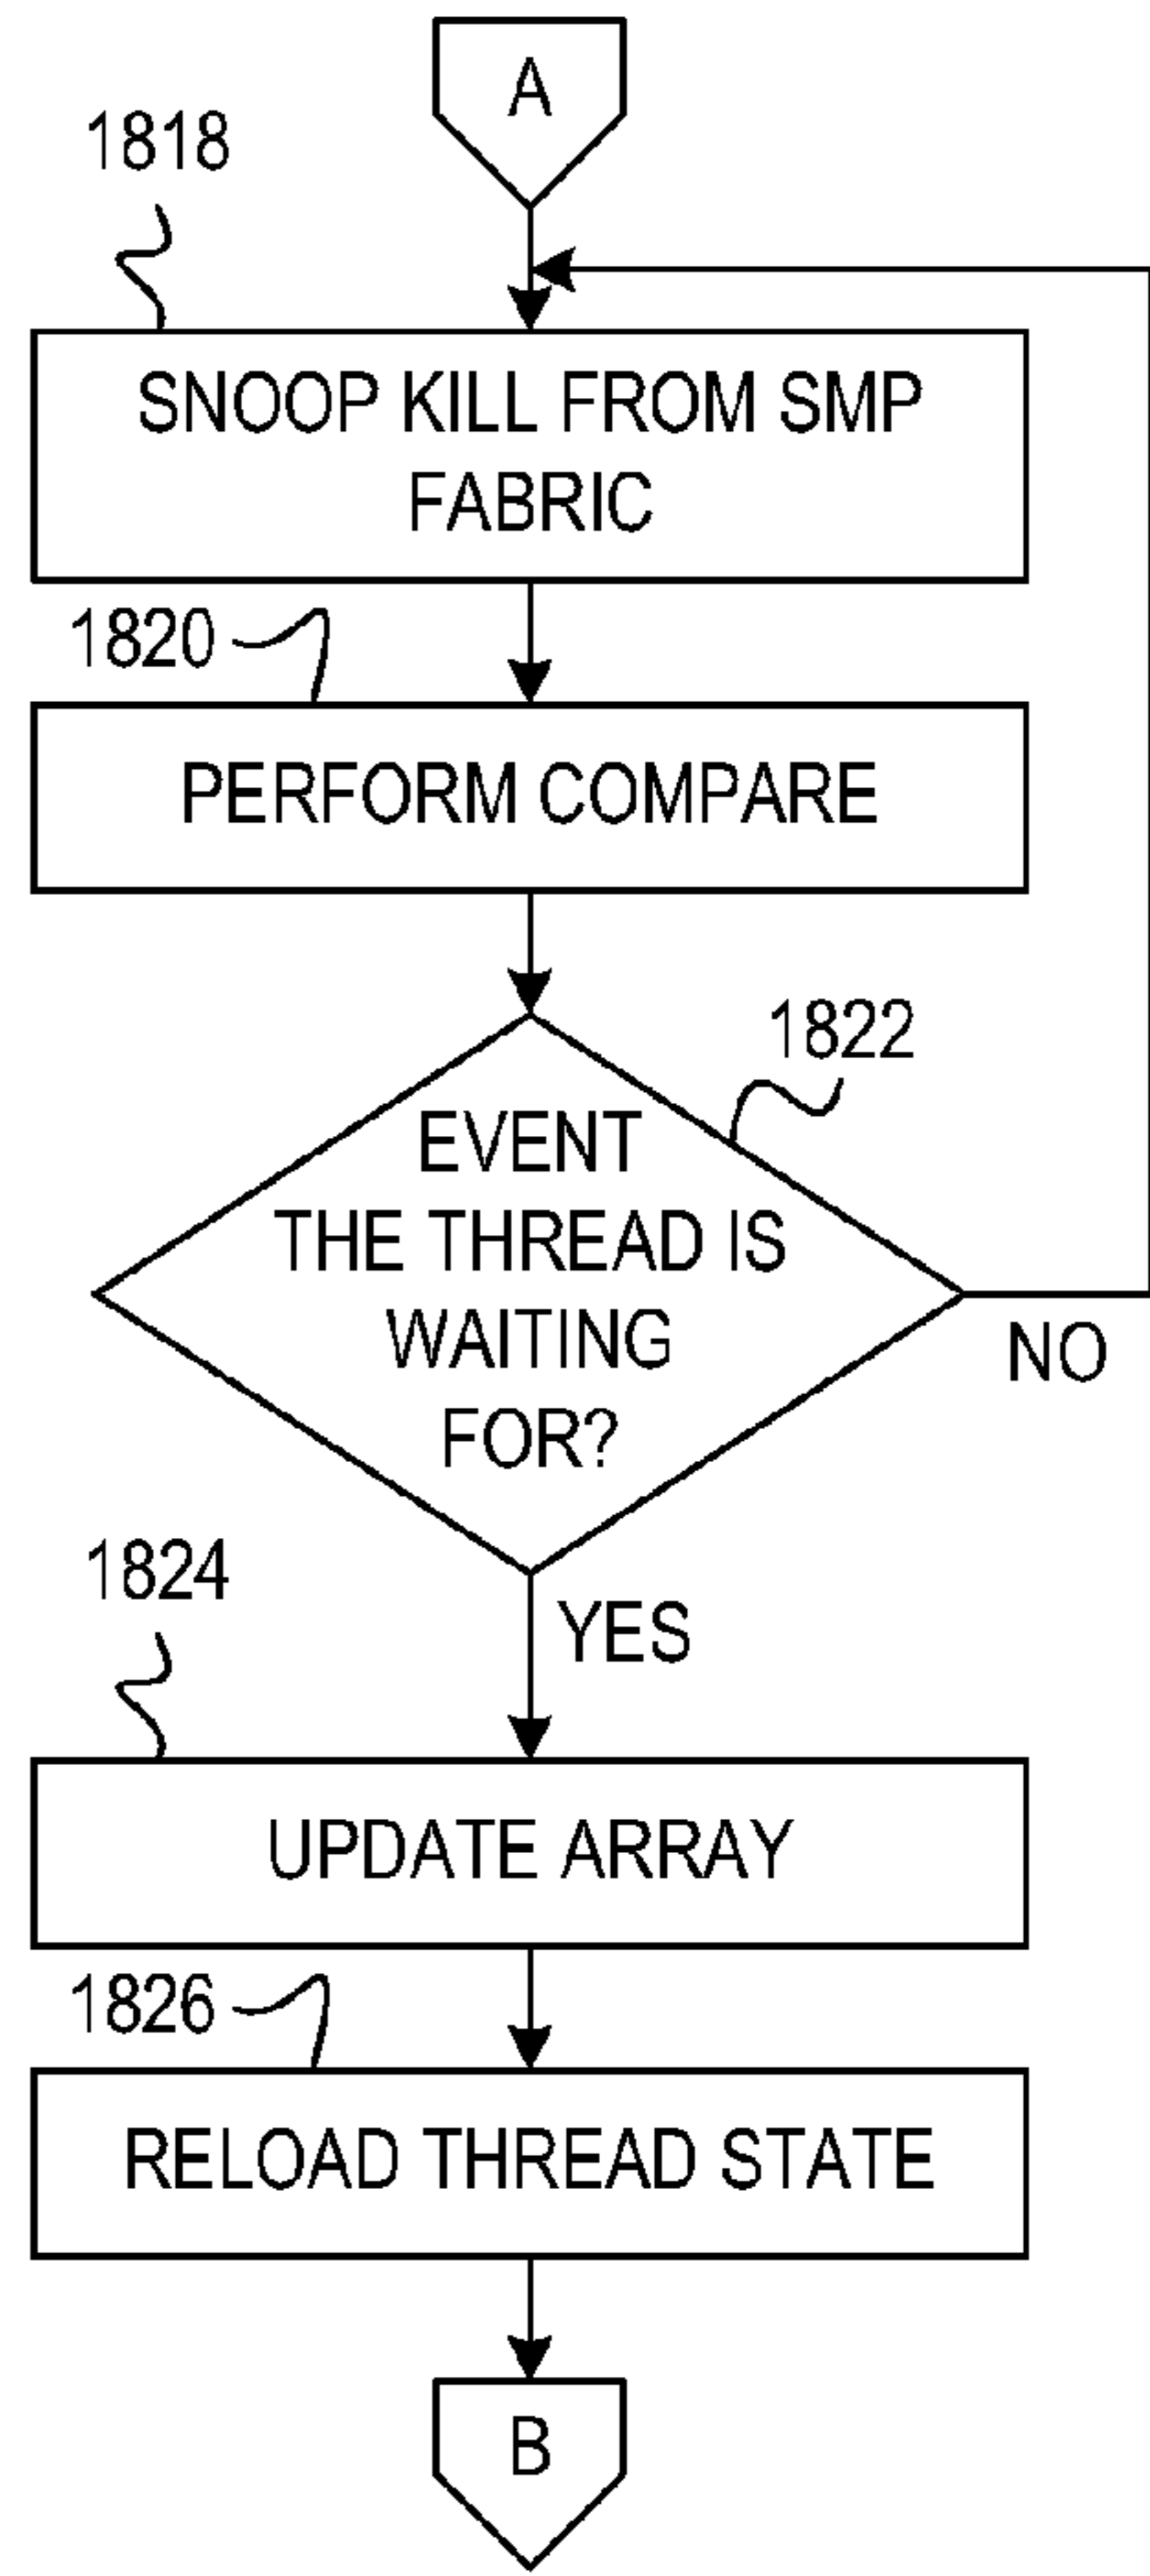 A
1818
SNOOP KILL FROM SMP
FABRIC
1820
PERFORM COMPARE
1822
EVENT
THE THREAD IS
WAITING
FOR?
NO
YES
1824
UPDATE ARRAY
1826
RELOAD THREAD STATE
B